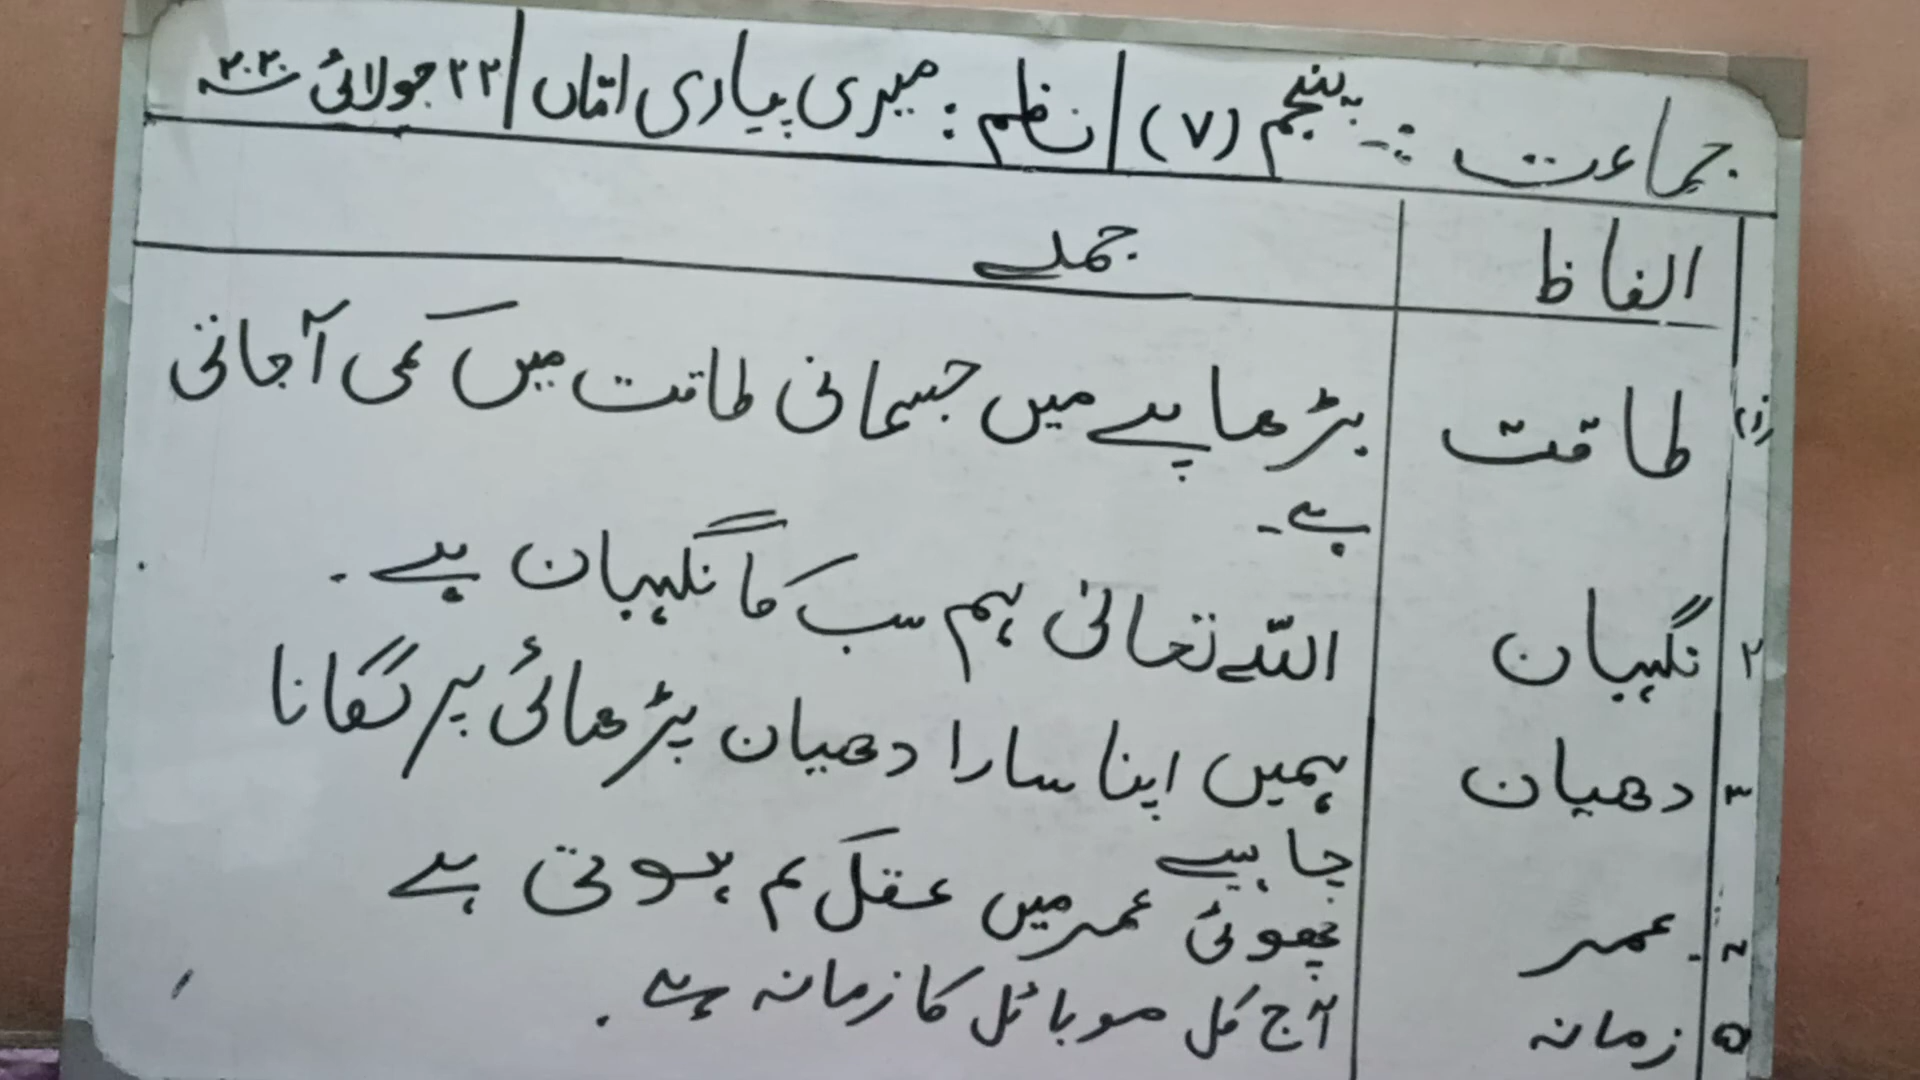 جماعت :۔ پنجم (۷) / نظم : میری پیاری امّاں / ۲۲ جولائی ۲۰۲۰
الفاظ جملے
(۱) طاقت بڑھاپے میں جسمانی طاقت میں کمی آجاتی
ہے۔
۲ نگہبان اللہ تعالیٰ ہم سب کا نگہبان ہے۔
۳ دھیان ہمیں اپنا سارا دھیان پڑھائی پر لگانا
چاہیے
۴ عمر چھوٹی عمر میں عقل کم ہوتی ہے
۵ زمانہ آج کل موبائل کا زمانہ ہے۔